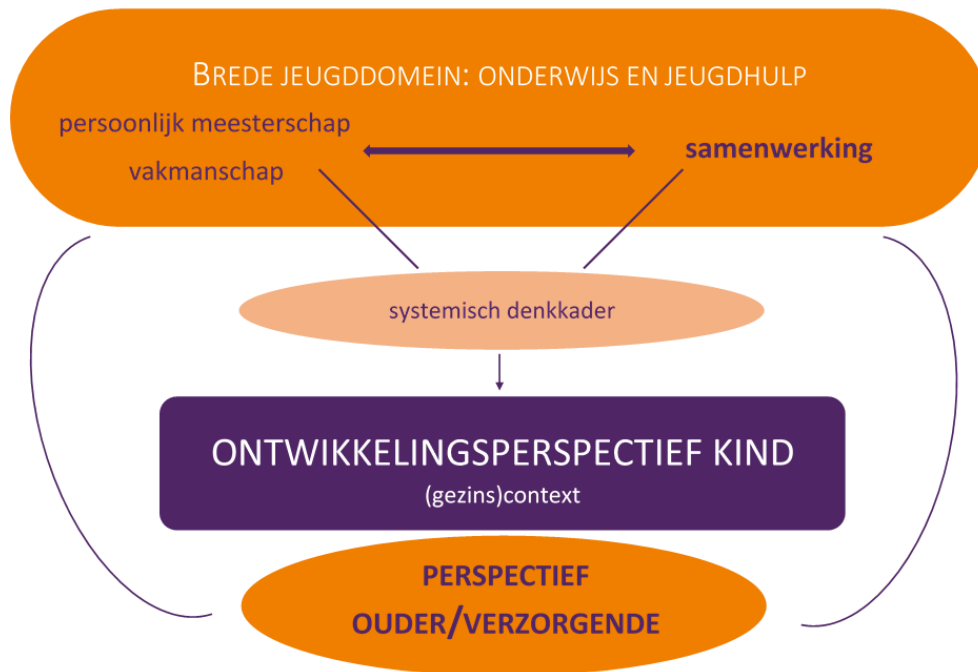 BREDE JEUGDDOMEIN: ONDERWIJS EN JEUGDHULP
persoonlijk meesterschap
vakmanschap
samenwerking
systemisch denkkader
ONTWIKKELINGSPERSPECTIEF KIND
(gezins)context
PERSPECTIEF
OUDER/VERZORGENDE